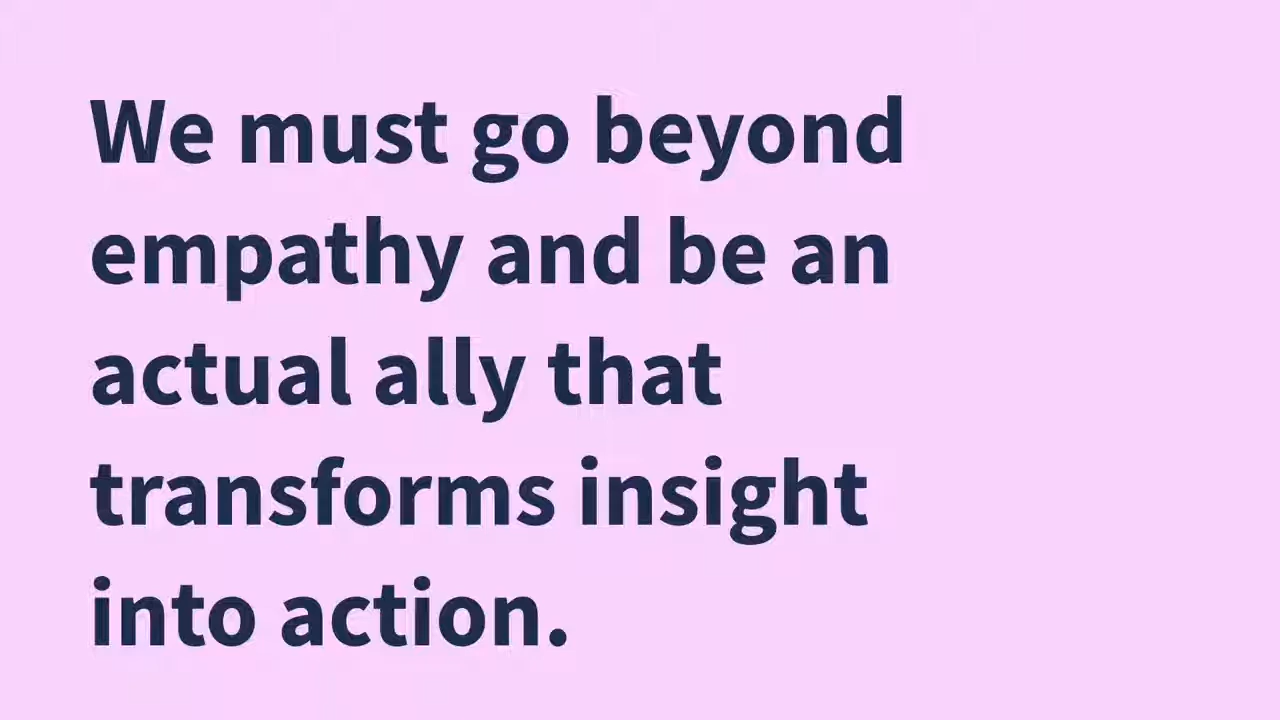 We must go beyond
empathy and be an
actual ally that
transforms insight
into action.